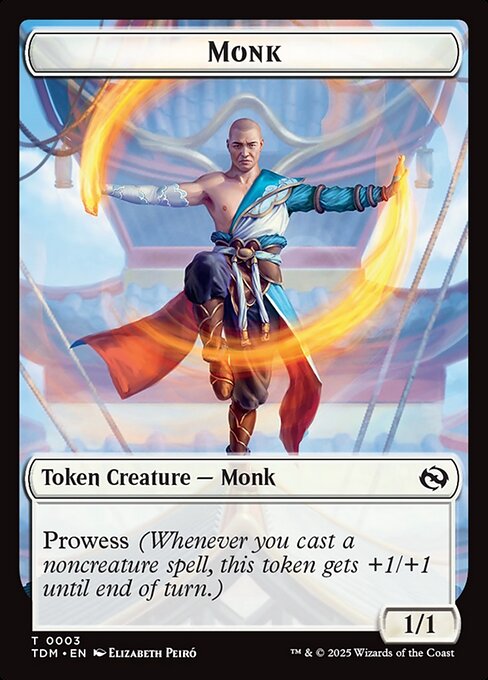 Monk
Token Creature — Monk
Prowess (Whenever you cast a
noncreature spell, this token gets +1/+1
until end of turn.)
1/1
T 0003
TDM • EN Elizabeth Peiró
™ & © 2025 Wizards of the Coast